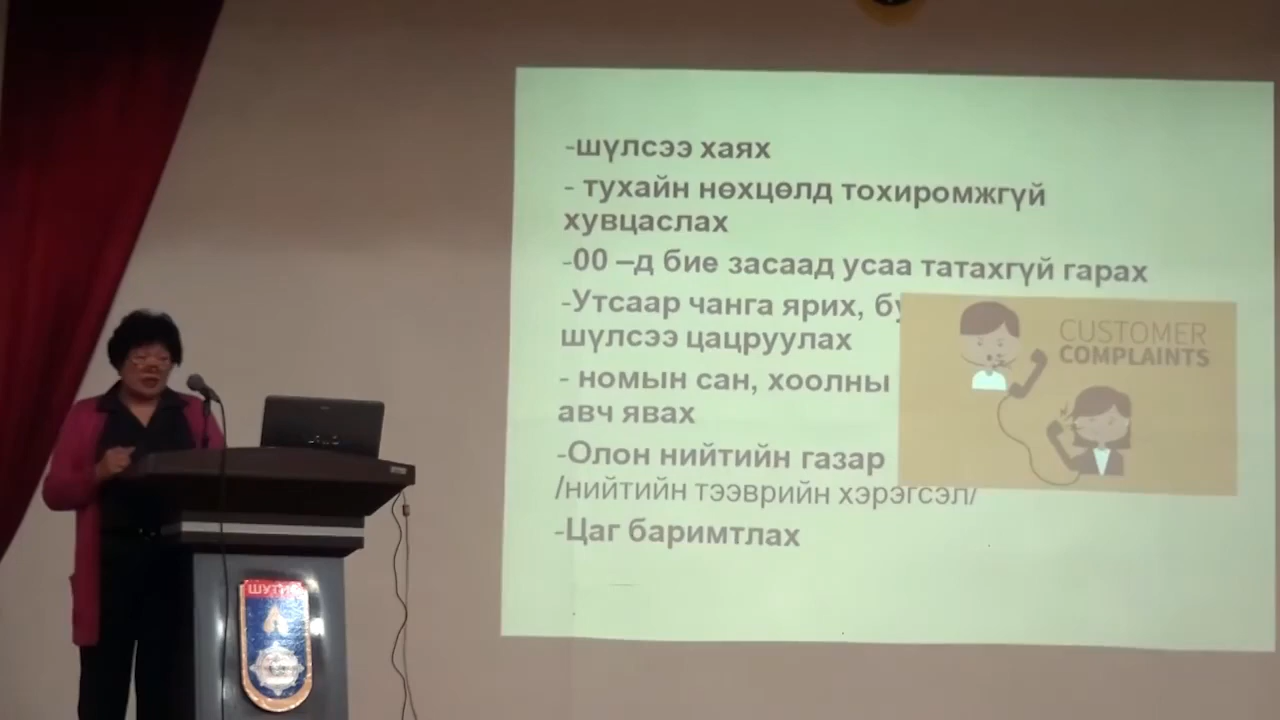 -шүлсээ хаях
- тухайн нөхцөлд тохиромжгүй
хувцаслах
-00 –д бие засаад усаа татахгүй гарах
-Утсаар чанга ярих,
шүлсээ цацруулах
- номын сан, хоолны
авч явах
-Олон нийтийн газар
/нийтийн тээврийн хэрэгсэл/
-Цаг баримтлах
CUSTOMER
COMPLAINTS
ШУТИС